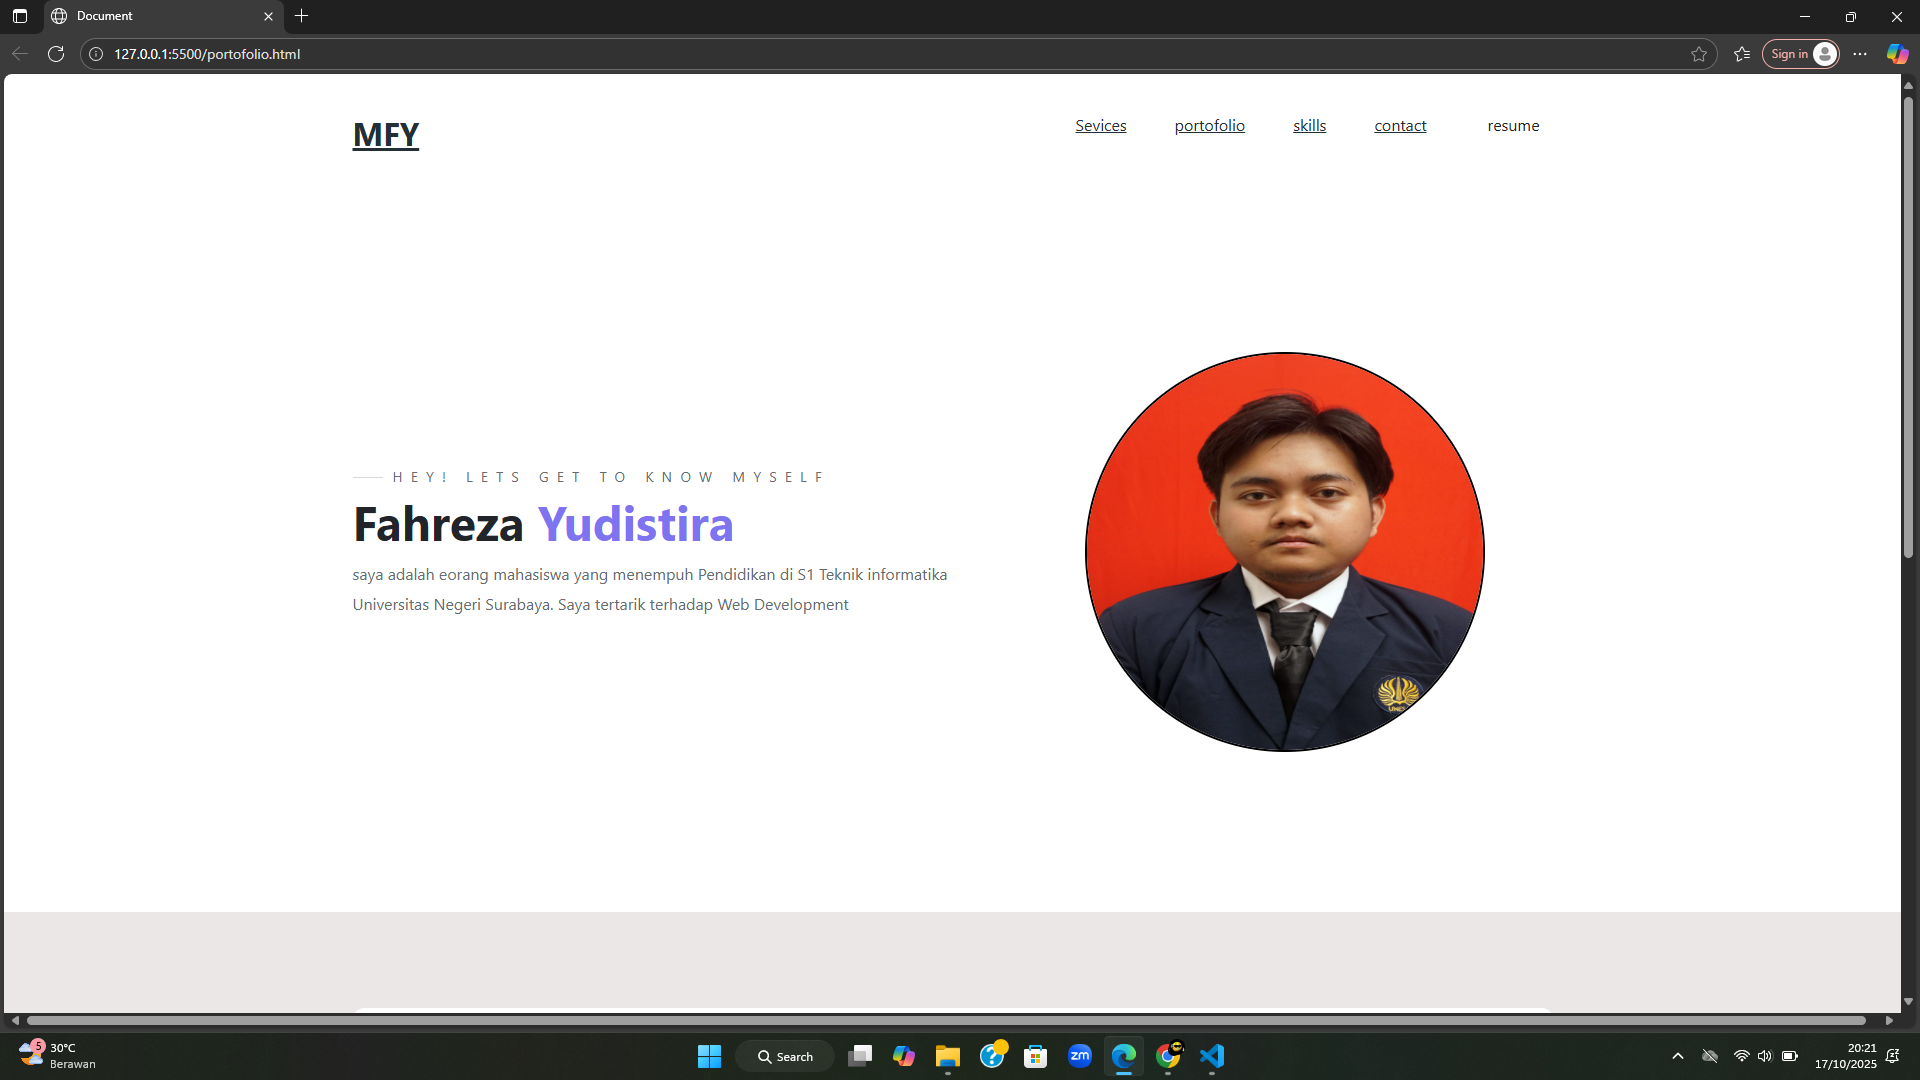 Document
127.0.0.1:5500/portofolio.html
Sign in
MFY
Sevices portofolio skills contact resume
HEY! LETS GET TO KNOW MYSELF
Fahreza Yudistira
saya adalah eorang mahasiswa yang menempuh Pendidikan di S1 Teknik informatika
Universitas Negeri Surabaya. Saya tertarik terhadap Web Development
5
30°C
Berawan
Search
zm
20:21
17/10/2025